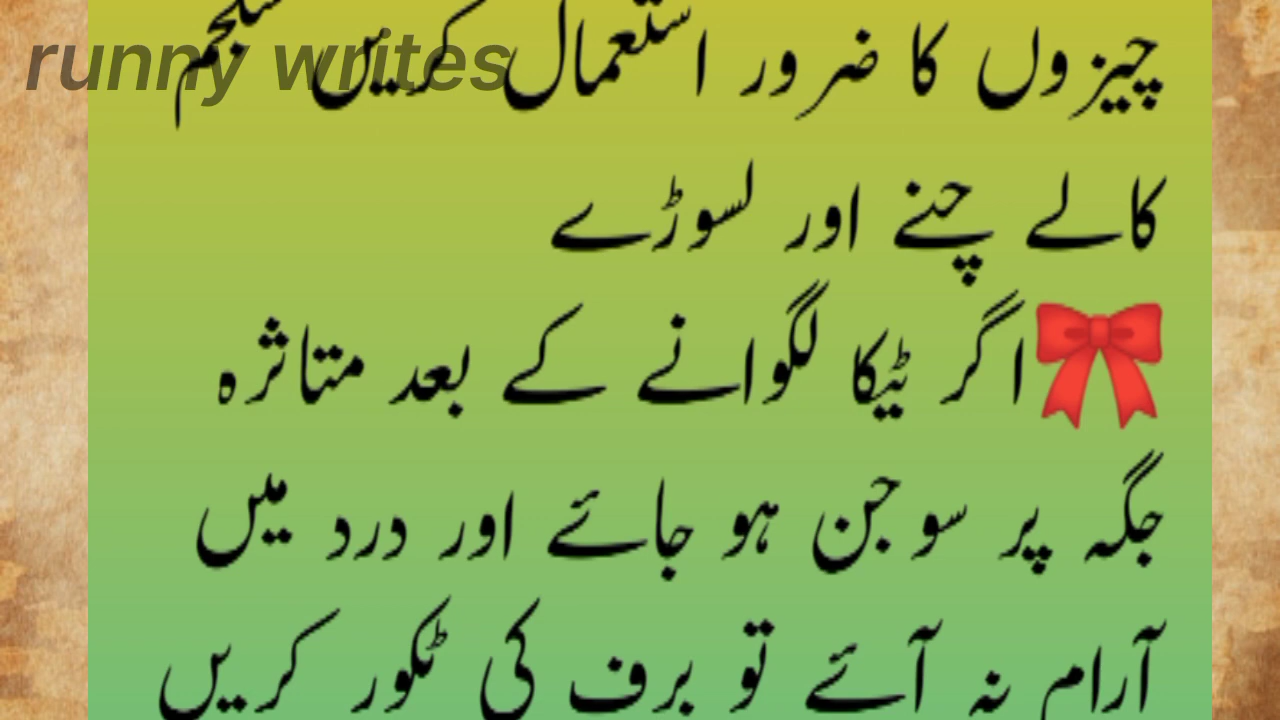 runny writes
چیزوں کا ضرور استعمال کریں شلجم
کالے چنے اور لسوڑے
🎀اگر ٹیکا لگوانے کے بعد متاثرہ
جگہ پر سوجن ہو جائے اور درد میں
آرام نہ آئے تو برف کی ٹکور کریں